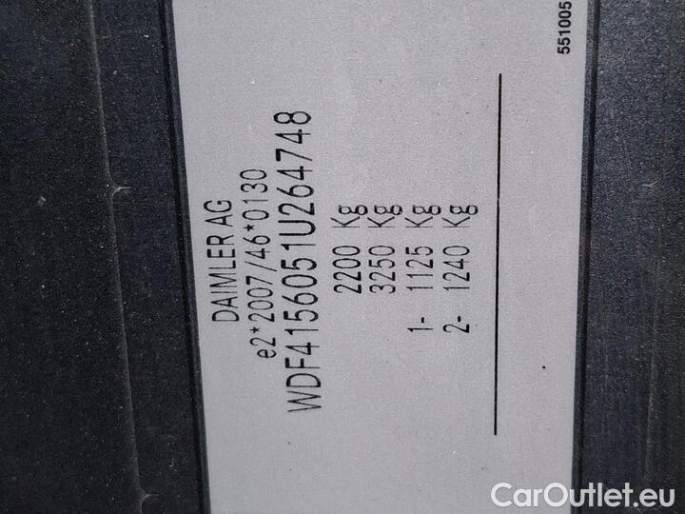 DAIMLER AG
e2*2007/46*0130
WDF4156051U264748
2200 Kg
3250 Kg
1- 1125 Kg
2- 1240 Kg
551005
CarOutlet.eu